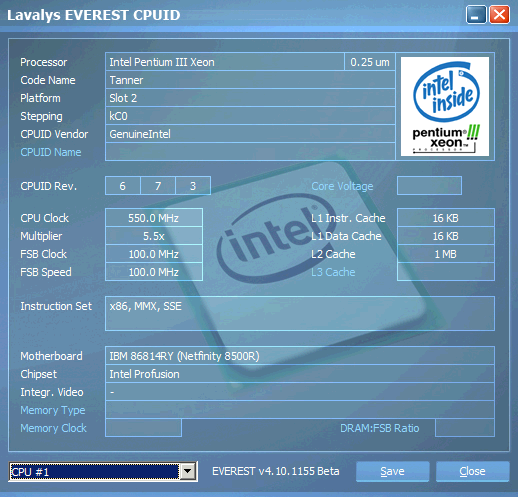 Lavalys EVEREST CPUID
Processor Intel Pentium III Xeon 0.25 um
Code Name Tanner
Platform Slot 2
Stepping kC0
CPUID Vendor GenuineIntel
CPUID Name
intel inside
pentium III xeon™
PROCESSOR
CPUID Rev. 6 7 3 Core Voltage
CPU Clock 550.0 MHz L1 Instr. Cache 16 KB
Multiplier 5.5x L1 Data Cache 16 KB
FSB Clock 100.0 MHz L2 Cache 1 MB
FSB Speed 100.0 MHz L3 Cache
intel
Instruction Set x86, MMX, SSE
Motherboard IBM 86814RY (Netfinity 8500R)
Chipset Intel Profusion
Integr. Video -
Memory Type
Memory Clock DRAM:FSB Ratio
CPU #1 EVEREST v4.10.1155 Beta Save Close